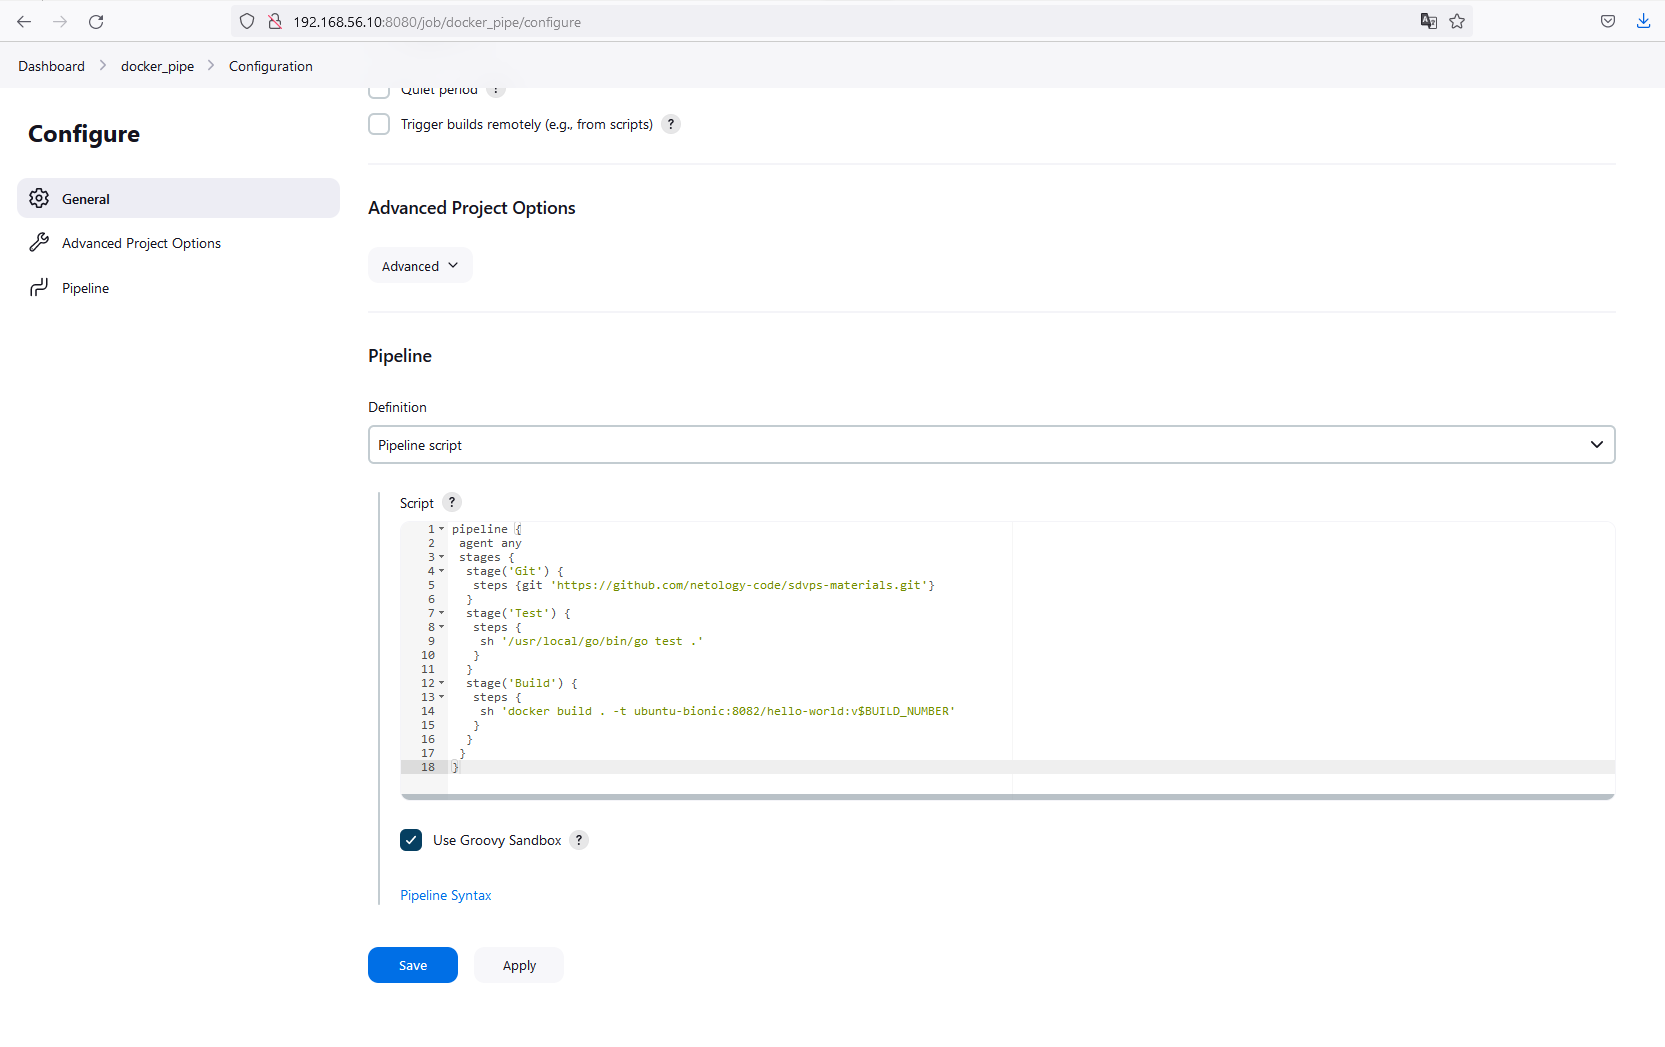 192.168.56.10:8080/job/docker_pipe/configure
Dashboard > docker_pipe > Configuration
Configure
General
Advanced Project Options
Pipeline
Quiet period ?
Trigger builds remotely (e.g., from scripts) ?
Advanced Project Options
Advanced
Pipeline
Definition
Pipeline script
Script ?
1 pipeline {
2  agent any
3  stages {
4   stage('Git') {
5    steps {git 'https://github.com/netology-code/sdvps-materials.git'}
6   }
7   stage('Test') {
8    steps {
9     sh '/usr/local/go/bin/go test .'
10    }
11   }
12   stage('Build') {
13    steps {
14     sh 'docker build . -t ubuntu-bionic:8082/hello-world:v$BUILD_NUMBER'
15    }
16   }
17  }
18 }
Use Groovy Sandbox ?
Pipeline Syntax
Save
Apply